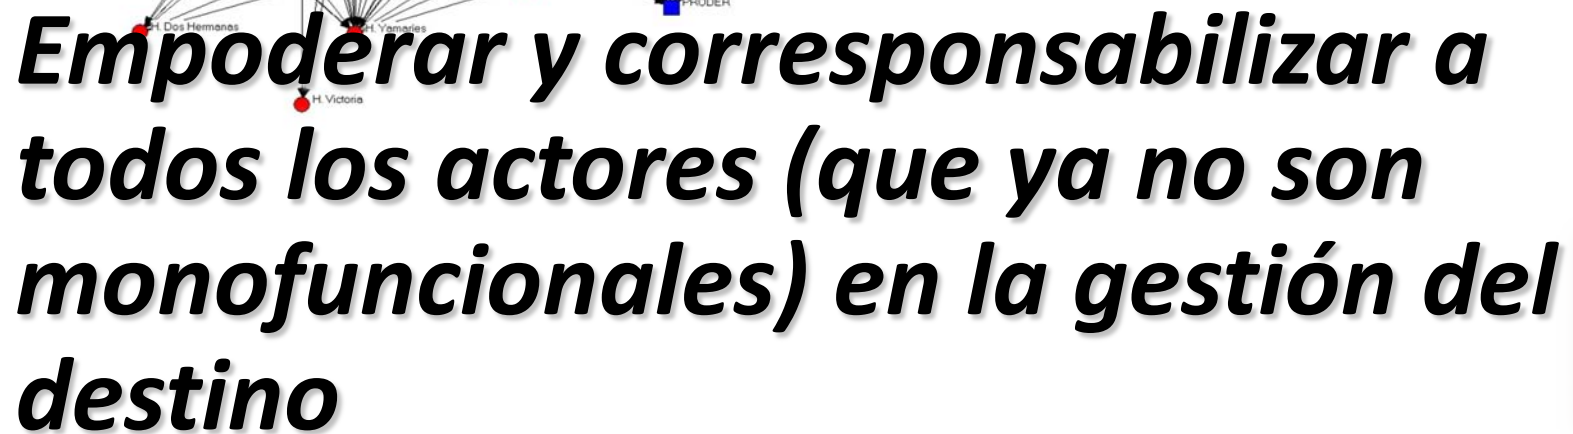 PRODER
H. Dos Hermanas
H. Yamaries
Empoderar y corresponsabilizar a
H. Victoria
todos los actores (que ya no son
monofuncionales) en la gestión del
destino